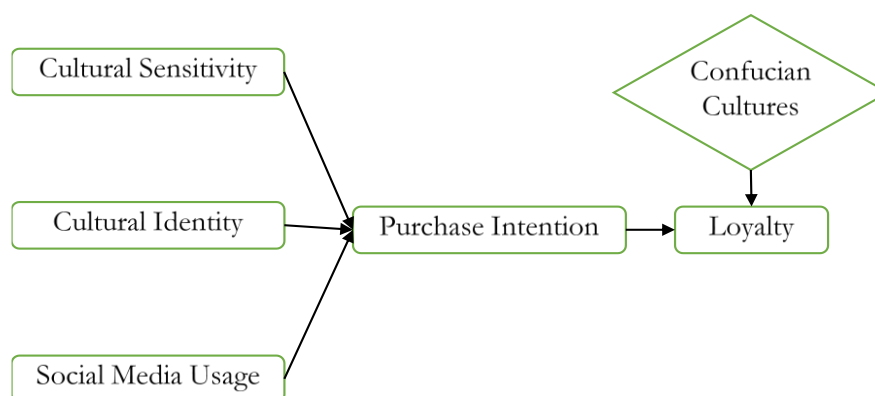 Cultural Sensitivity
Confucian
Cultures
Cultural Identity
Purchase Intention
Loyalty
Social Media Usage